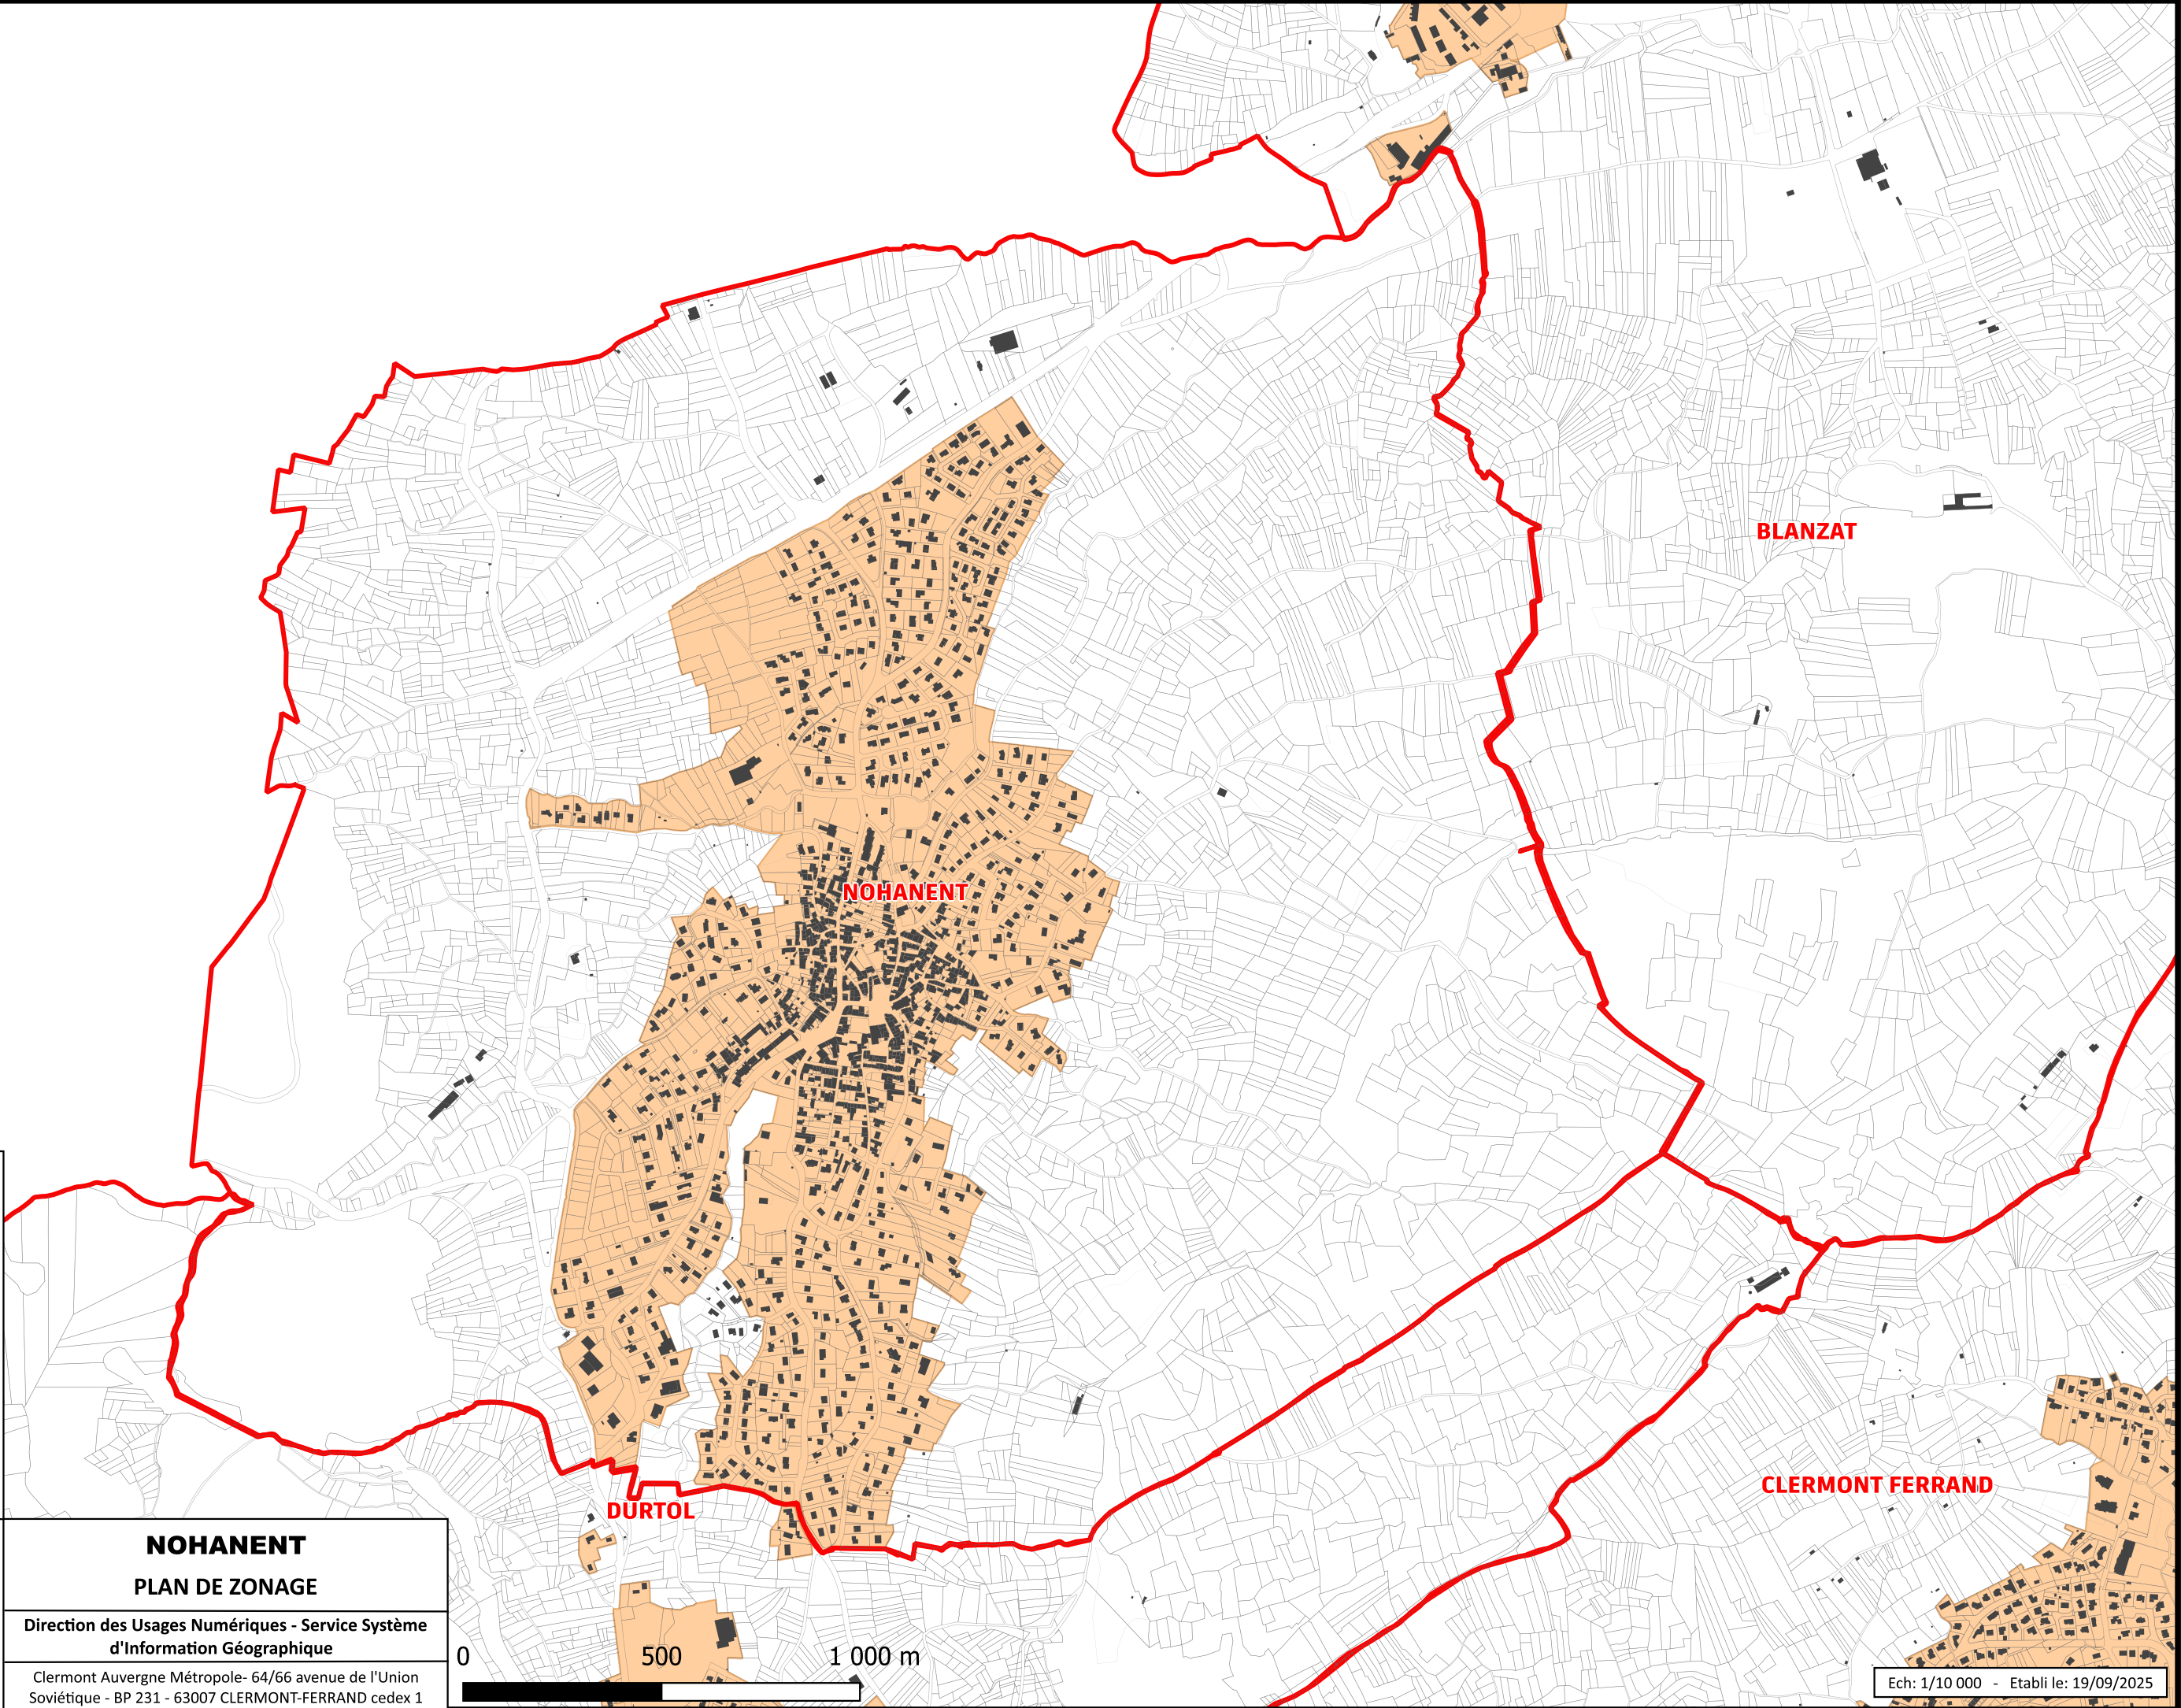 BLANZAT
NOHANENT
CLERMONT FERRAND
DURTOL
NOHANENT
PLAN DE ZONAGE
Direction des Usages Numériques - Service Système
d'Information Géographique
Clermont Auvergne Métropole- 64/66 avenue de l'Union
Soviétique - BP 231 - 63007 CLERMONT-FERRAND cedex 1
0 500 1 000 m
Ech: 1/10 000 - Etabli le: 19/09/2025